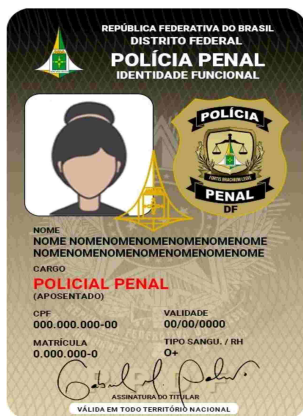 REPÚBLICA FEDERATIVA DO BRASIL
DISTRITO FEDERAL
POLÍCIA PENAL
IDENTIDADE FUNCIONAL
POLÍCIA
PENAL
DF
NOME
NOME NOMENOMENOMENOMENOMENOME
NOMENOMENOMENOMENOMENOMENOME
CARGO
POLICIAL PENAL
(APOSENTADO)
CPF
000.000.000-00
VALIDADE
00/00/0000
MATRÍCULA
0.000.000-0
TIPO SANGU. / RH
O+
ASSINATURA DO TITULAR
VÁLIDA EM TODO TERRITÓRIO NACIONAL